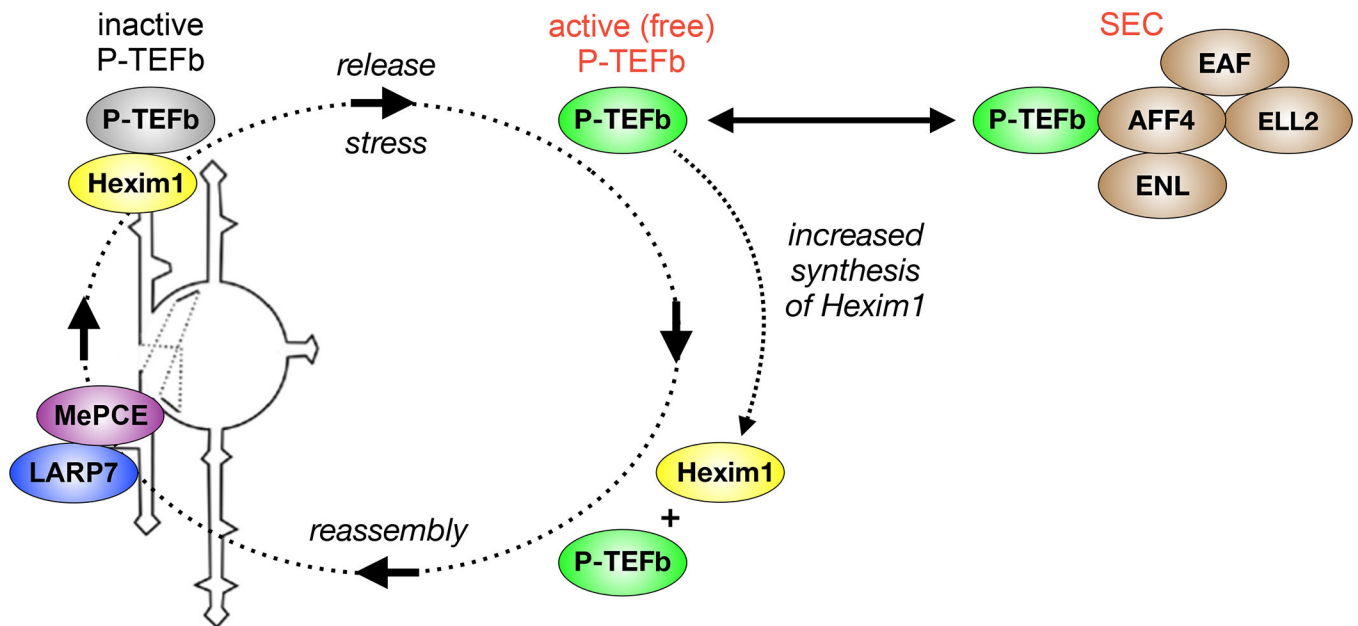 inactive
P-TEFb
P-TEFb
Hexim1
release
stress
active (free)
P-TEFb
P-TEFb
SEC
EAF
P-TEFb
AFF4
ELL2
ENL
increased
synthesis
of Hexim1
MePCE
LARP7
reassembly
Hexim1
+
P-TEFb